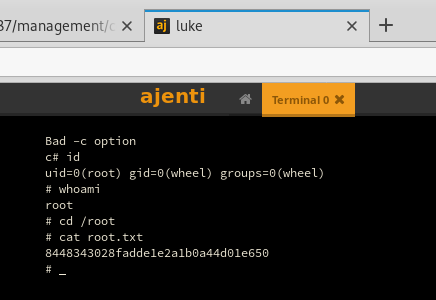 37/management/c
luke
ajenti
Terminal 0
Bad -c option
c# id
uid=0(root) gid=0(wheel) groups=0(wheel)
# whoami
root
# cd /root
# cat root.txt
8448343028fadde1e2a1b0a44d01e650
# _